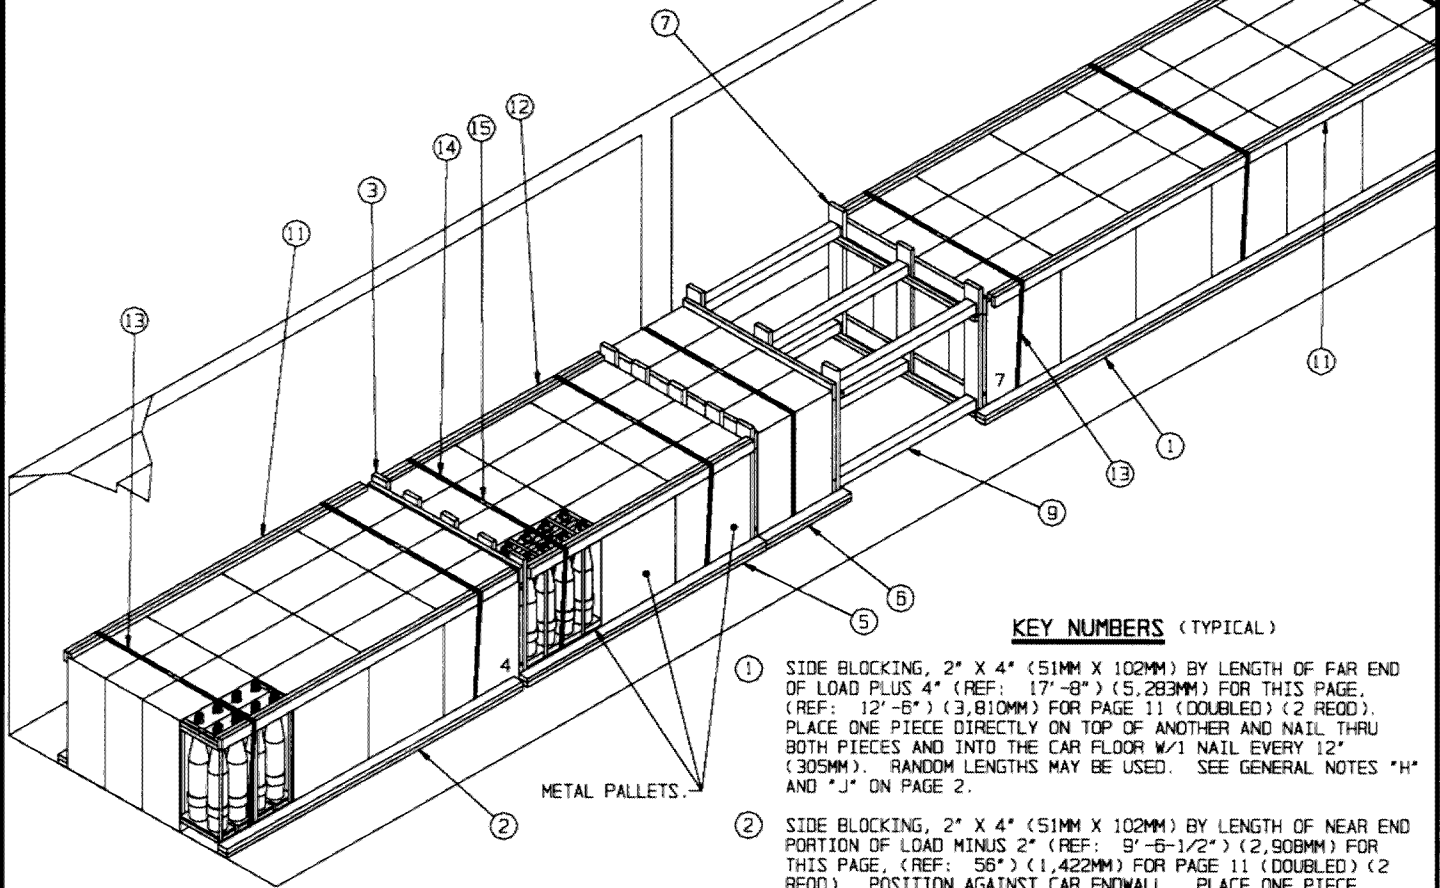 7
12
15
14
3
11
13
11
7
1
13
9
6
5
4
2
METAL PALLETS.
KEY NUMBERS (TYPICAL)
1 SIDE BLOCKING, 2" X 4" (51MM X 102MM) BY LENGTH OF FAR END
OF LOAD PLUS 4" (REF: 17'-8") (5,283MM) FOR THIS PAGE,
(REF: 12'-6") (3,810MM) FOR PAGE 11 (DOUBLED) (2 REQD).
PLACE ONE PIECE DIRECTLY ON TOP OF ANOTHER AND NAIL THRU
BOTH PIECES AND INTO THE CAR FLOOR W/1 NAIL EVERY 12"
(305MM). RANDOM LENGTHS MAY BE USED. SEE GENERAL NOTES "H"
AND "J" ON PAGE 2.
2 SIDE BLOCKING, 2" X 4" (51MM X 102MM) BY LENGTH OF NEAR END
PORTION OF LOAD MINUS 2" (REF: 9'-6-1/2") (2,908MM) FOR
THIS PAGE, (REF: 56") (1,422MM) FOR PAGE 11 (DOUBLED) (2
REQD). POSITION AGAINST CAR ENDWALL. PLACE ONE PIECE